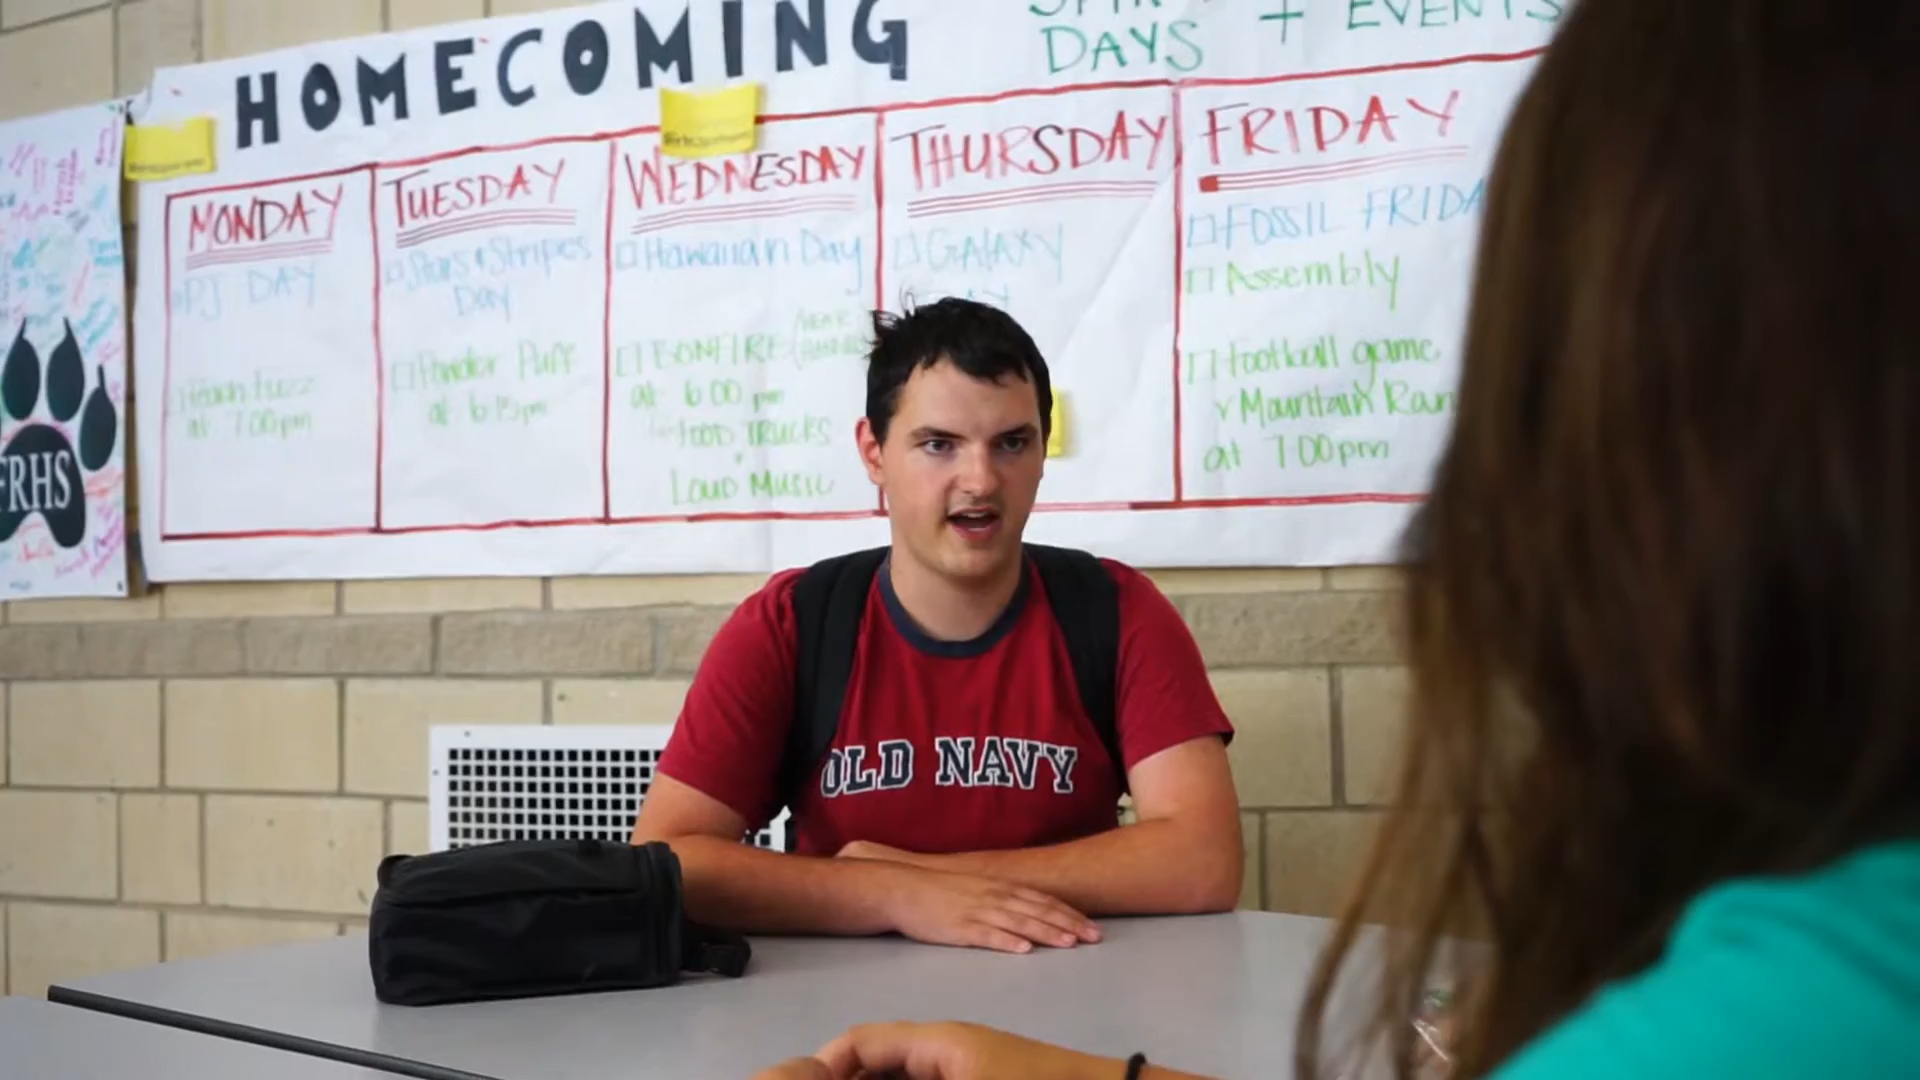 HOMECOMING
DAYS + EVENTS
MONDAY
PJ DAY
at 7:00pm
TUESDAY
Stars & Stripes
Day
Powder Puff
at 6:15pm
WEDNESDAY
Hawaiian Day
BONFIRE
at 6:00 pm
FOOD TRUCKS
LOUD MUSIC
THURSDAY
GALAXY
FRIDAY
FOSSIL FRIDA
Assembly
Football game
v Mountain Ran
at 7:00pm
FRHS
OLD NAVY